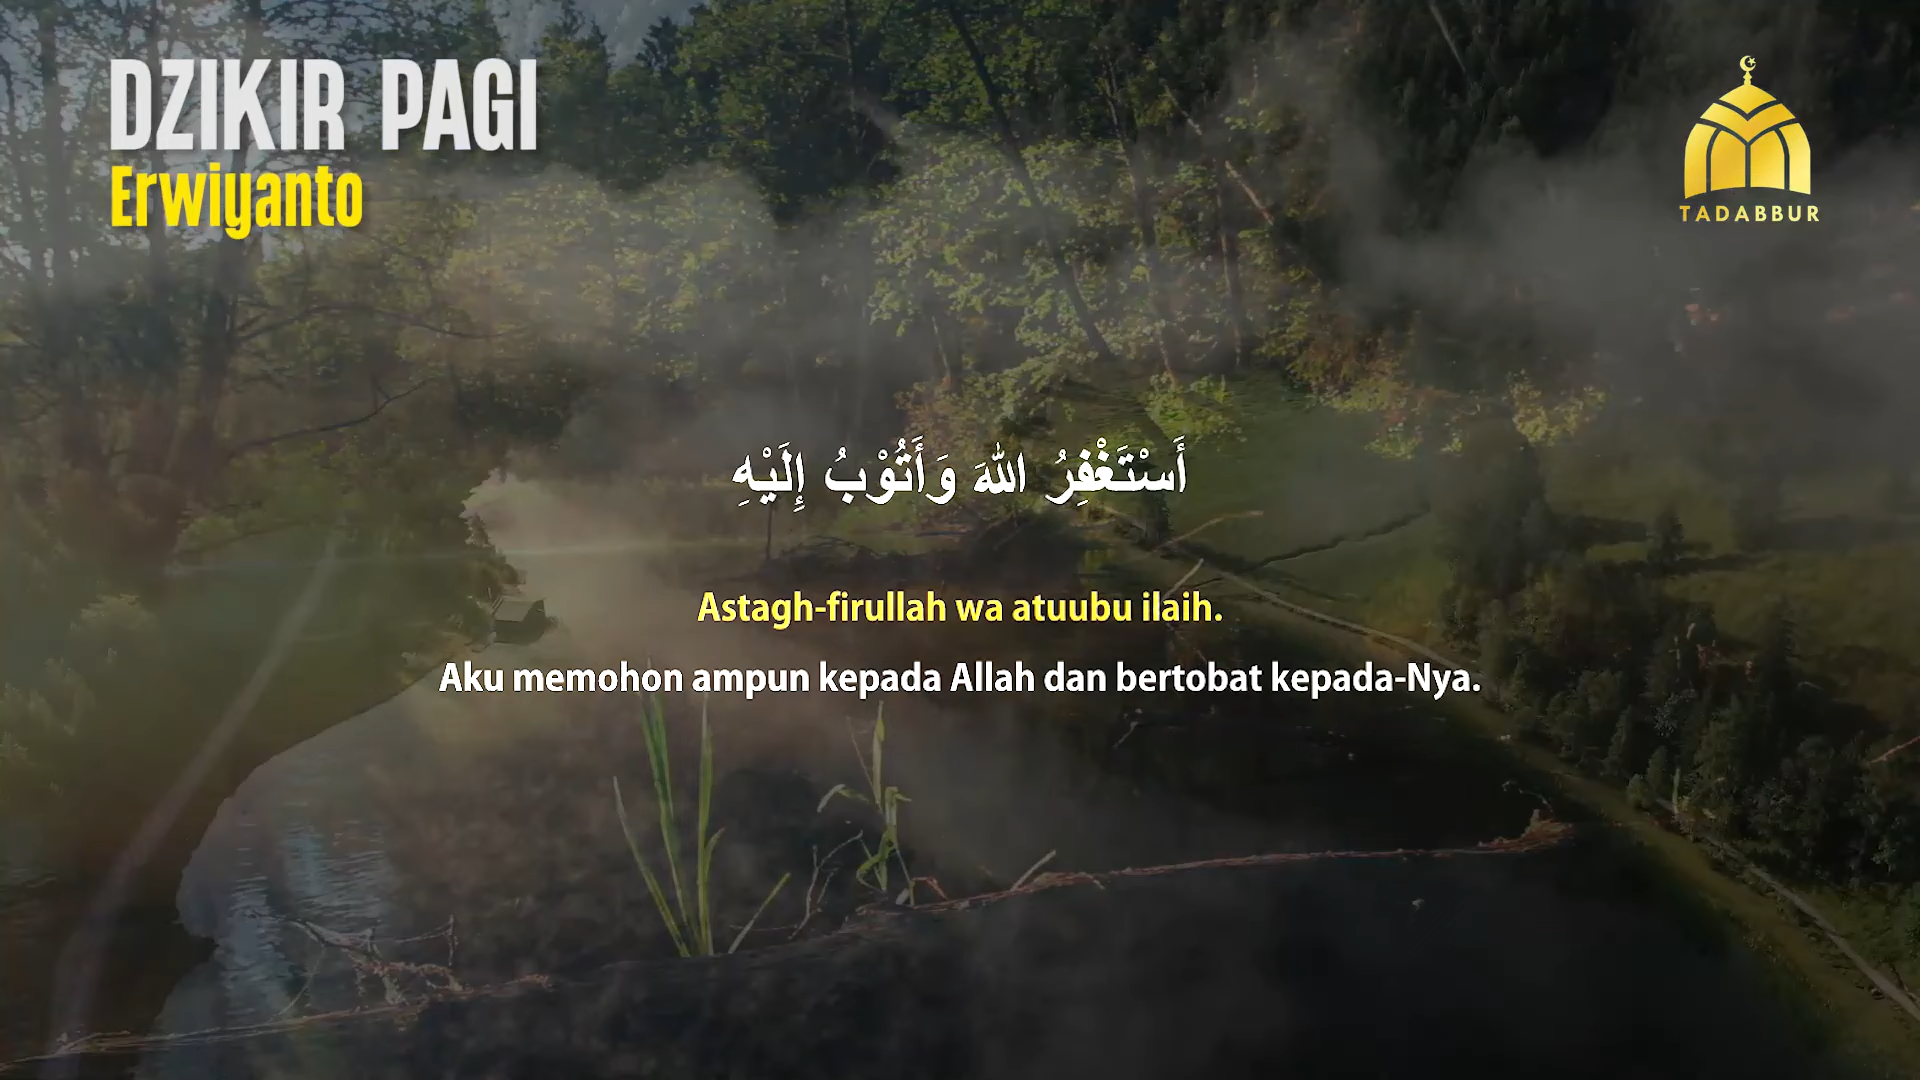 DZIKIR PAGI
Erwiyanto
TADABBUR
أَسْتَغْفِرُ اللهَ وَأَتُوْبُ إِلَيْهِ
Astagh-firullah wa atuubu ilaih.
Aku memohon ampun kepada Allah dan bertobat kepada-Nya.